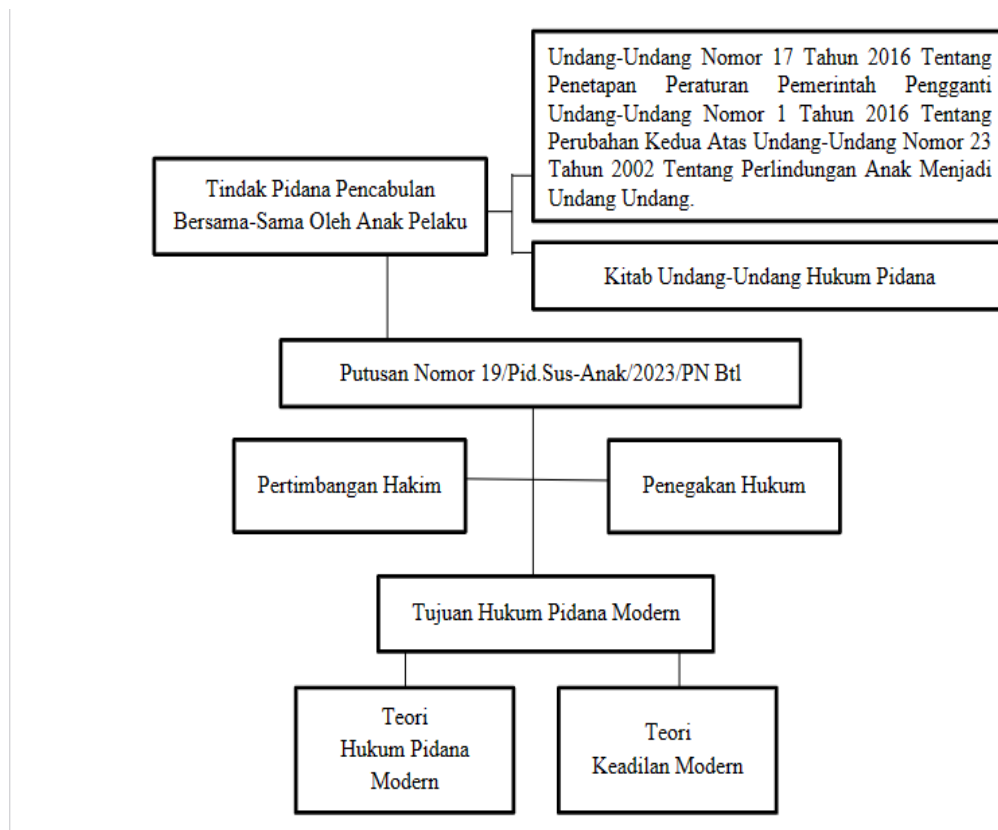 Undang-Undang Nomor 17 Tahun 2016 Tentang
Penetapan Peraturan Pemerintah Pengganti
Undang-Undang Nomor 1 Tahun 2016 Tentang
Perubahan Kedua Atas Undang-Undang Nomor 23
Tahun 2002 Tentang Perlindungan Anak Menjadi
Undang Undang.
Tindak Pidana Pencabulan
Bersama-Sama Oleh Anak Pelaku
Kitab Undang-Undang Hukum Pidana
Putusan Nomor 19/Pid.Sus-Anak/2023/PN Btl
Pertimbangan Hakim
Penegakan Hukum
Tujuan Hukum Pidana Modern
Teori
Hukum Pidana
Modern
Teori
Keadilan Modern